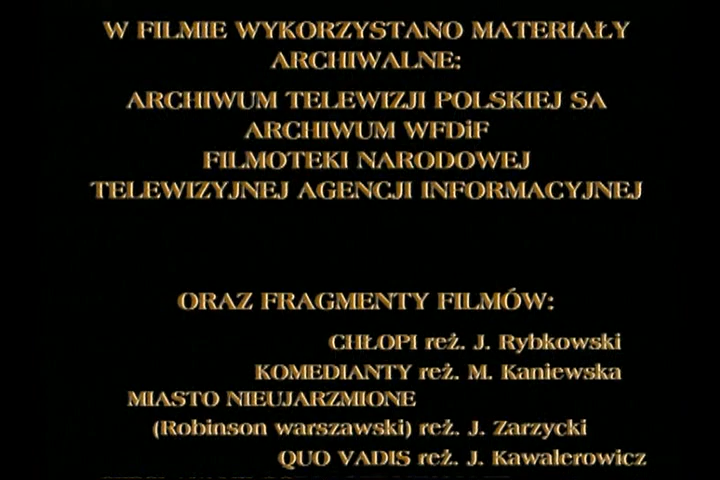 W FILMIE WYKORZYSTANO MATERIAŁY
ARCHIWALNE:
ARCHIWUM TELEWIZJI POLSKIEJ SA
ARCHIWUM WFDiF
FILMOTEKI NARODOWEJ
TELEWIZYJNEJ AGENCJI INFORMACYJNEJ
ORAZ FRAGMENTY FILMÓW:
CHŁOPI reż. J. Rybkowski
KOMEDIANTY reż. M. Kaniewska
MIASTO NIEUJARZMIONE
(Robinson warszawski) reż. J. Zarzycki
QUO VADIS reż. J. Kawalerowicz